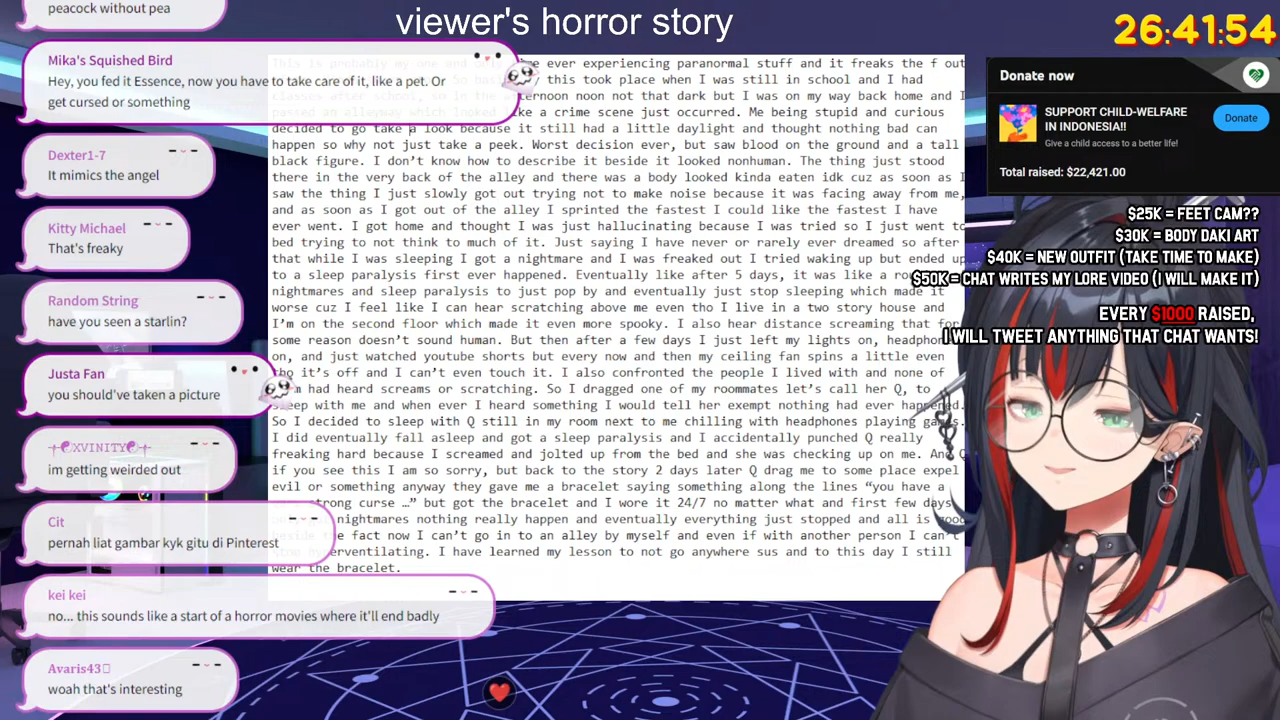 viewer's horror story
26:41:54
peacock without pea
Mika's Squished Bird
Hey, you fed it Essence, now you have to take care of it, like a pet. Or
get cursed or something
Dexter1-7
It mimics the angel
Kitty Michael
That's freaky
Random String
have you seen a starlin?
Justa Fan
you should've taken a picture
XVINITY
im getting weirded out
Cit
pernah liat gambar kyk gitu di Pinterest
kei kei
no... this sounds like a start of a horror movies where it'll end badly
Avaris43
woah that's interesting
This is probably my one and only time ever experiencing paranormal stuff and it freaks the f out
this took place when I was still in school and I had
classes after school, so in the afternoon noon not that dark but I was on my way back home and I
passed alleyway which looked like a crime scene just occurred. Me being stupid and curious
decided to go take a look because it still had a little daylight and thought nothing bad can
happen so why not just take a peek. Worst decision ever, but saw blood on the ground and a tall
black figure. I don't know how to describe it beside it looked nonhuman. The thing just stood
there in the very back of the alley and there was a body looked kinda eaten idk cuz as soon as I
saw the thing I just slowly got out trying not to make noise because it was facing away from me,
and as soon as I got out of the alley I sprinted the fastest I could like the fastest I have
ever went. I got home and thought I was just hallucinating because I was tried so I just went to
bed trying to not think to much of it. Just saying I have never or rarely ever dreamed so after
that while I was sleeping I got a nightmare and I was freaked out I tried waking up but ended up
to a sleep paralysis first ever happened. Eventually like after 5 days, it was like a
nightmares and sleep paralysis to just pop by and eventually just stop sleeping which made it
worse cuz I feel like I can hear scratching above me even tho I live in a two story house and
I'm on the second floor which made it even more spooky. I also hear distance screaming that for
some reason doesn't sound human. But then after a few days I just left my lights on, headphones
on, and just watched youtube shorts but every now and then my ceiling fan spins a little even
tho it's off and I can't even touch it. I also confronted the people I lived with and none of
them had heard screams or scratching. So I dragged one of my roommates let's call her Q, to
sleep with me and when ever I heard something I would tell her exempt nothing had ever happened.
So I decided to sleep with Q still in my room next to me chilling with headphones playing games.
I did eventually fall asleep and got a sleep paralysis and I accidentally punched Q really
freaking hard because I screamed and jolted up from the bed and she was checking up on me. And Q
if you see this I am so sorry, but back to the story 2 days later Q drag me to some place expel
evil or something anyway they gave me a bracelet saying something along the lines “you have a
strong curse …” but got the bracelet and I wore it 24/7 no matter what and first few days
nightmares nothing really happen and eventually everything just stopped and all is good
beside the fact now I can't go in to an alley by myself and even if with another person I can't
stop hyperventilating. I have learned my lesson to not go anywhere sus and to this day I still
wear the bracelet.
Donate now
SUPPORT CHILD-WELFARE
IN INDONESIA!!
Give a child access to a better life!
Donate
Total raised: $22,421.00
$25K = FEET CAM??
$30K = BODY DAKI ART
$40K = NEW OUTFIT (TAKE TIME TO MAKE)
$50K = CHAT WRITES MY LORE VIDEO (I WILL MAKE IT)
EVERY $1000 RAISED,
I WILL TWEET ANYTHING THAT CHAT WANTS!